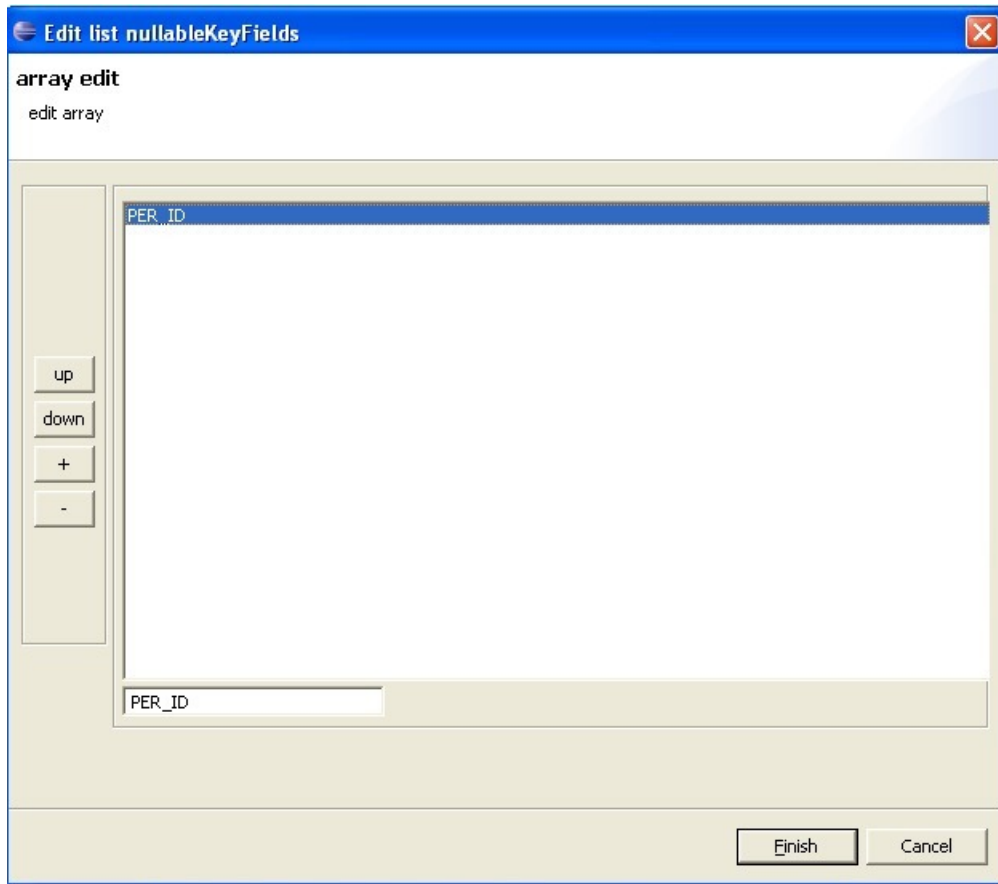 Edit list nullableKeyFields
array edit
edit array
PER_ID
up
down
+
-
PER_ID
Finish
Cancel